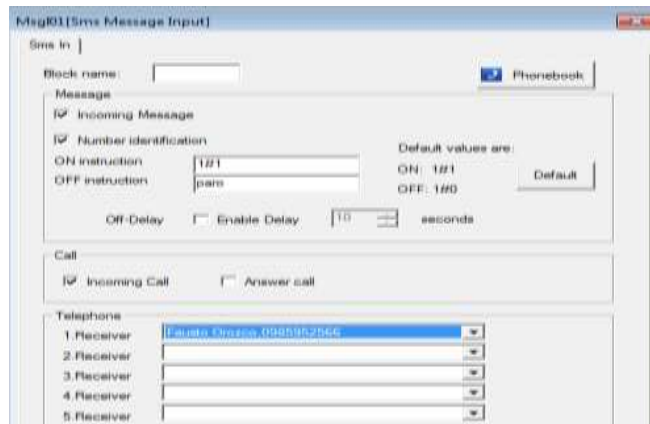 MsgI01[Sms Message Input]
Sms In
Block name:
Phonebook
Message
Incoming Message
Number identification
Default values are:
ON instruction 1#1 ON: 1#1
OFF instruction paro OFF: 1#0
Default
Off-Delay Enable Delay 10 seconds
Call
Incoming Call Answer call
Telephone
1.Receiver Fausto Orozco,0985952566
2.Receiver
3.Receiver
4.Receiver
5.Receiver